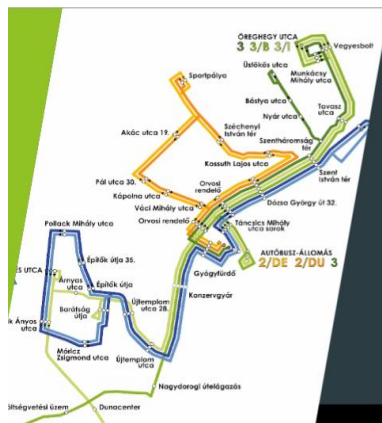 ÖREGHEGY UTCA
3 3/B 3/I
Vegyesbolt
Munkácsy
Mihály utca
Üstökös utca
Sportpálya
Bástya utca
Tavasz
utca
Nyár utca
Akác utca 19.
Széchenyi
István tér
Szentháromság
tér
Kossuth Lajos utca
Szent
István tér
Pál utca 30.
Orvosi
rendelő
Kápolna utca
Dózsa György út 32.
Váci Mihály utca
Pollack Mihály utca
Orvosi rendelő
Táncsics Mihály
utca sarok
AUTÓBUSZ-ÁLLOMÁS
2/DE 2/DU 3
Gyógyfürdő
Építők útja 35.
ES UTCA
Árnyas
utca
Építők útja
Konzervgyár
Barátság
útja
Újtemplom
utca 28.
k Ányos
utca
Móricz
Zsigmond utca
Újtemplom
utca
Nagydorogi útelágazás
öltségvetési üzem
Dunacenter